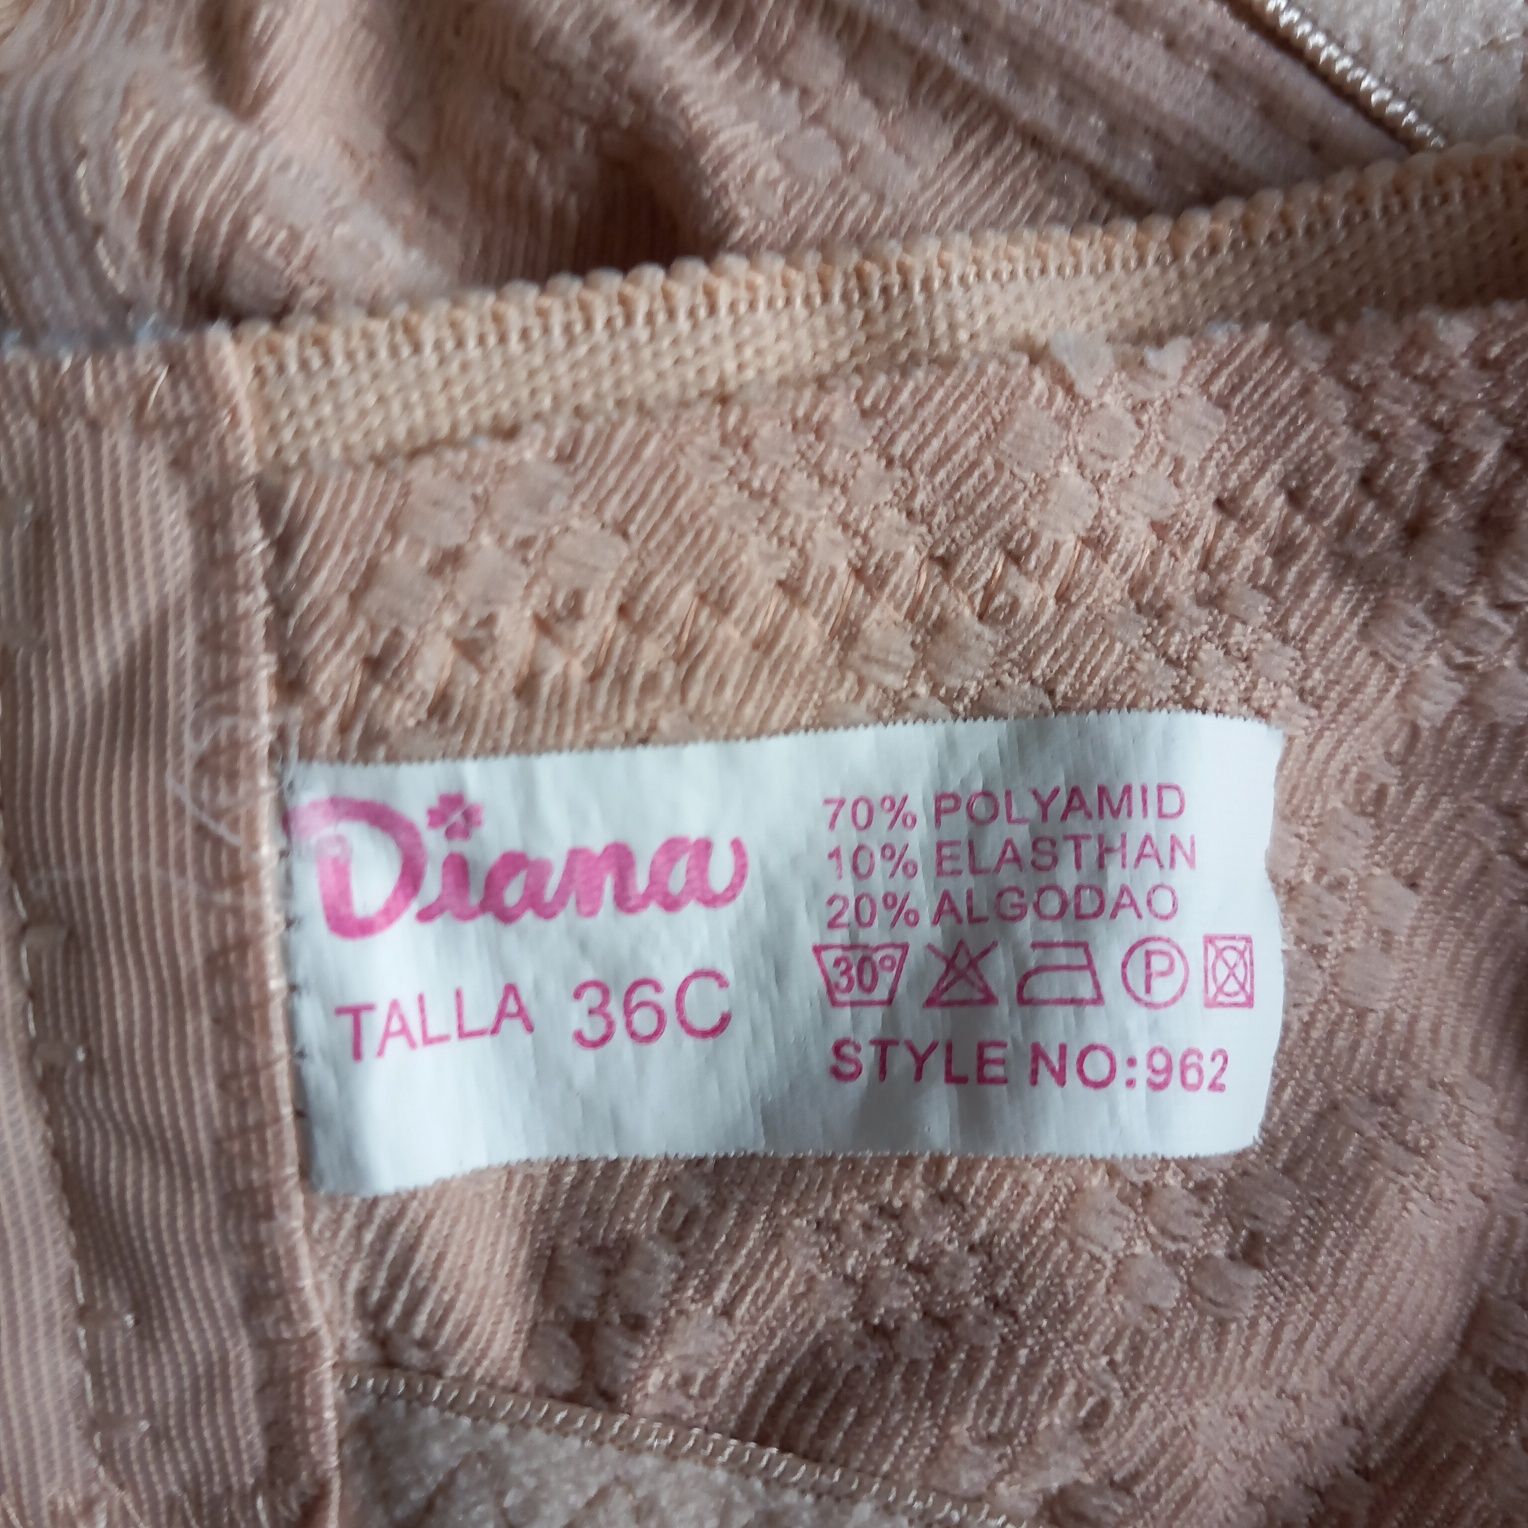 Diana
TALLA 36C
70% POLYAMID
10% ELASTHAN
20% ALGODAO
30° P
STYLE NO:962